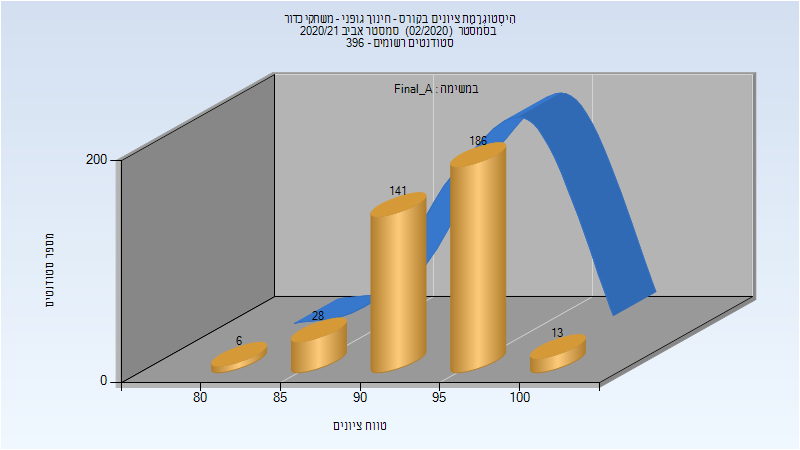 היסטוגרמת ציונים בקורס - חינוך גופני - משחקי כדור
בסמסטר (02/2020) סמסטר אביב 2020/21
סטודנטים רשומים - 396
במשימה : Final_A
186
141
28
6
13
200
0
מספר סטודנטים
80 85 90 95 100
טווח ציונים